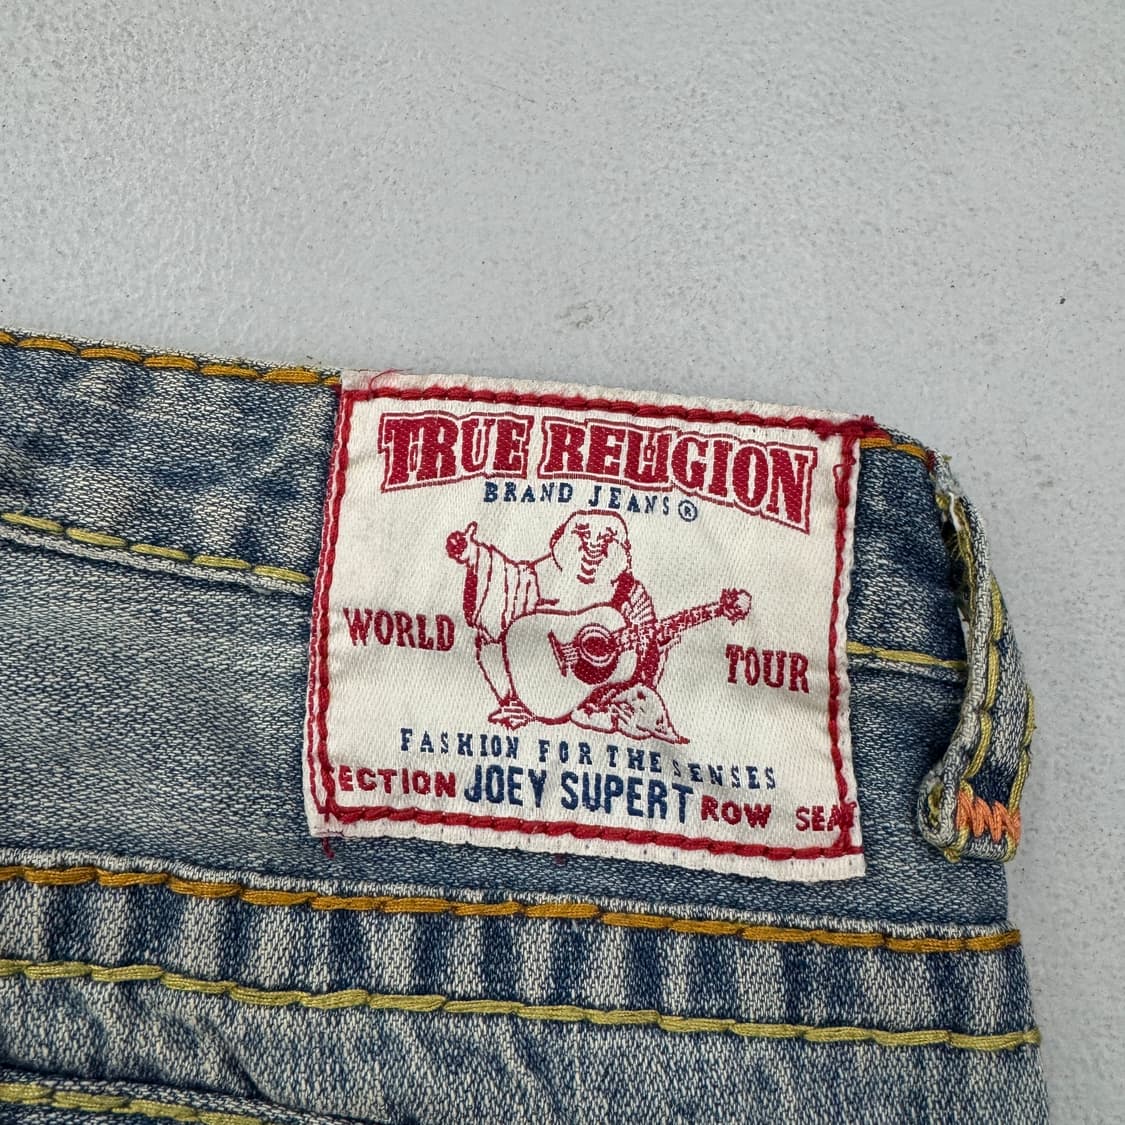 TRUE RELIGION
BRAND JEANS®
WORLD TOUR
FASHION FOR THE SENSES
ECTION JOEY SUPERT ROW SEA